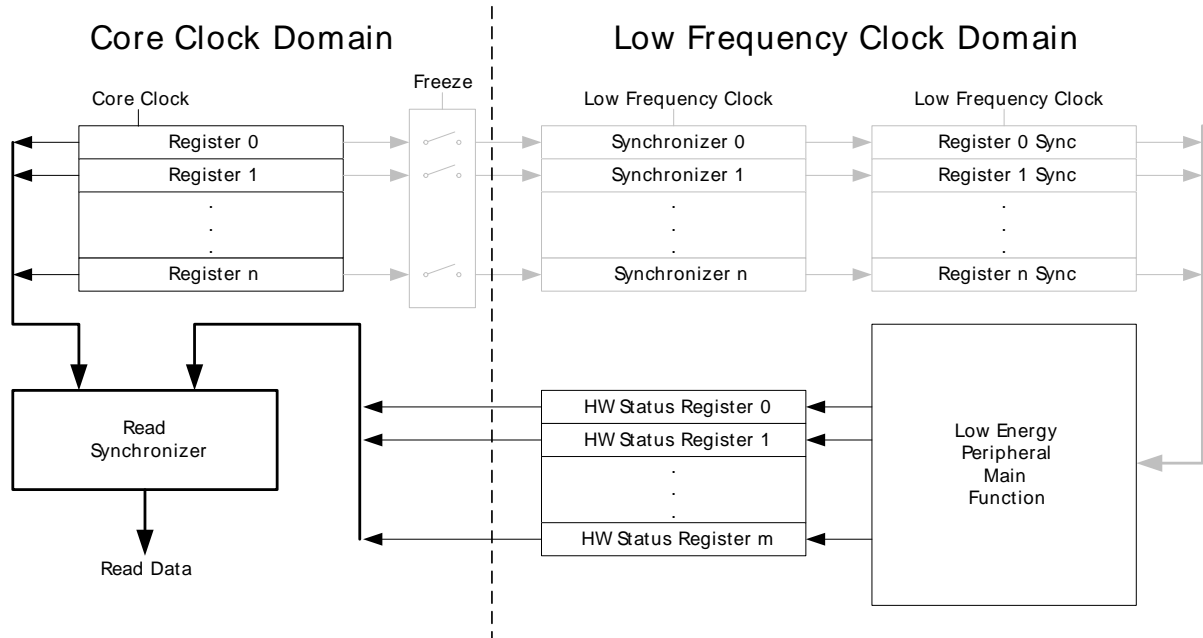 Core Clock Domain
Low Frequency Clock Domain
Freeze
Core Clock
Low Frequency Clock
Low Frequency Clock
Register 0
Synchronizer 0
Register 0 Sync
Register 1
Synchronizer 1
Register 1 Sync
.
.
.
.
.
.
.
.
.
Register n
Synchronizer n
Register n Sync
HW Status Register 0
HW Status Register 1
.
.
.
HW Status Register m
Read
Synchronizer
Low Energy
Peripheral
Main
Function
Read Data